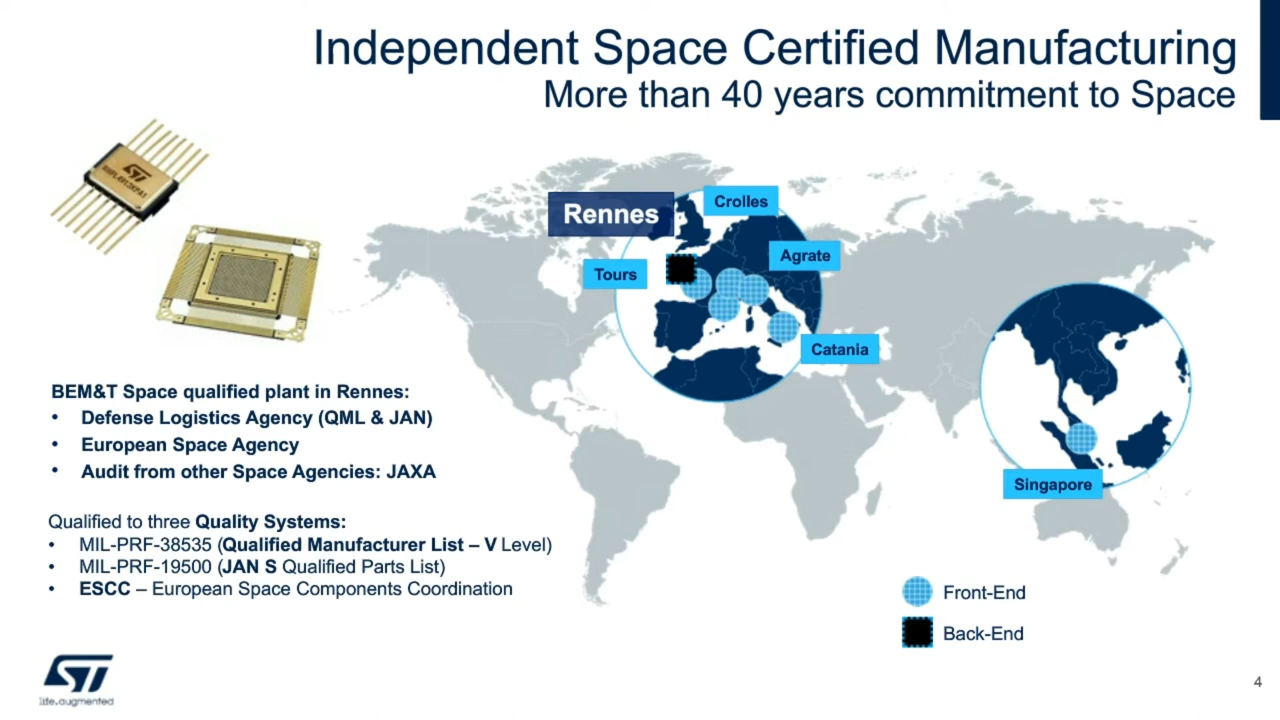 Independent Space Certified Manufacturing
More than 40 years commitment to Space
RHFL4913KPA1
Rennes
Crolles
Agrate
Tours
Catania
Singapore
BEM&T Space qualified plant in Rennes:
• Defense Logistics Agency (QML & JAN)
• European Space Agency
• Audit from other Space Agencies: JAXA
Qualified to three Quality Systems:
• MIL-PRF-38535 (Qualified Manufacturer List – V Level)
• MIL-PRF-19500 (JAN S Qualified Parts List)
• ESCC – European Space Components Coordination
Front-End
Back-End
ST
life.augmented
4